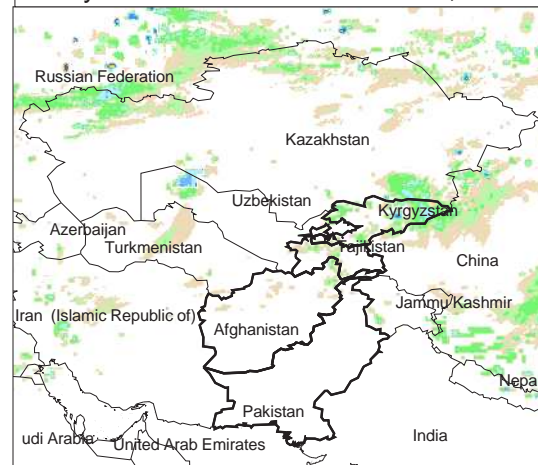 Russian Federation
Kazakhstan
Uzbekistan
Kyrgyzstan
Azerbaijan
Turkmenistan
Tajikistan
China
Jammu/Kashmir
Iran (Islamic Republic of)
Afghanistan
Nepa
Pakistan
India
udi Arabia
United Arab Emirates